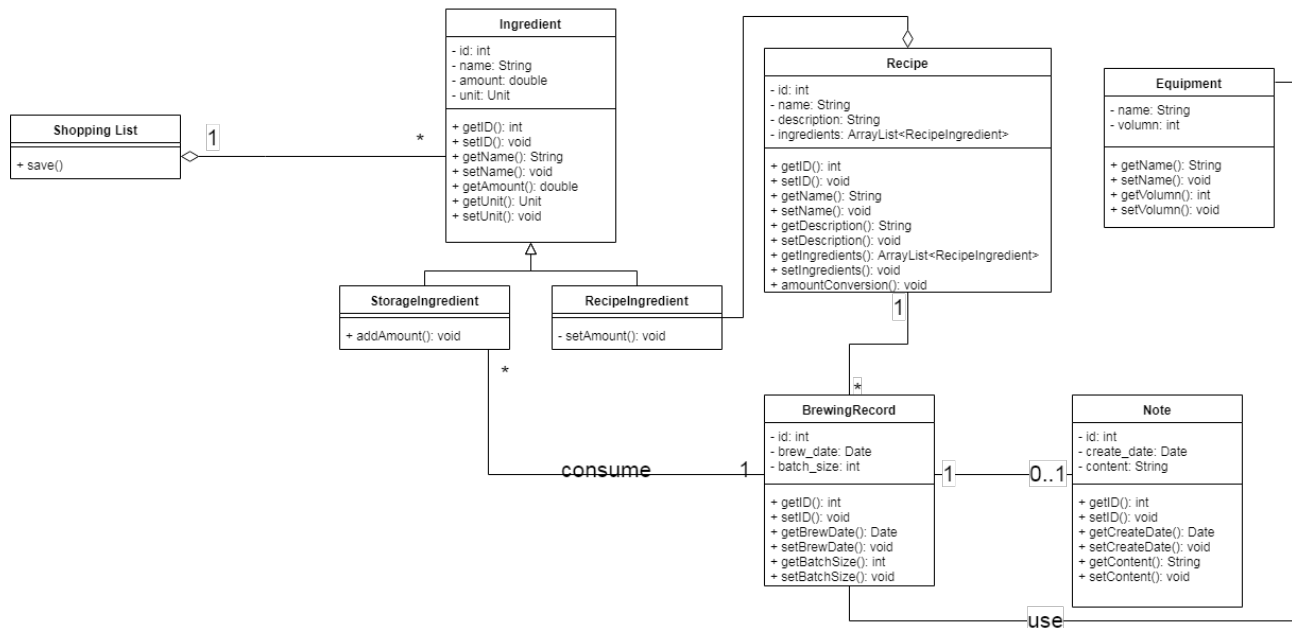 Ingredient
- id: int
- name: String
- amount: double
- unit: Unit
+ getID(): int
+ setID(): void
+ getName(): String
+ setName(): void
+ getAmount(): double
+ getUnit(): Unit
+ setUnit(): void
Recipe
- id: int
- name: String
- description: String
- ingredients: ArrayList<RecipeIngredient>
+ getID(): int
+ setID(): void
+ getName(): String
+ setName(): void
+ getDescription(): String
+ setDescription(): void
+ getIngredients(): ArrayList<RecipeIngredient>
+ setIngredients(): void
+ amountConversion(): void
Equipment
- name: String
- volumn: int
+ getName(): String
+ setName(): void
+ getVolumn(): int
+ setVolumn(): void
Shopping List
+ save()
1
*
StorageIngredient
+ addAmount(): void
RecipeIngredient
- setAmount(): void
1
*
*
consume
1
BrewingRecord
- id: int
- brew_date: Date
- batch_size: int
+ getID(): int
+ setID(): void
+ getBrewDate(): Date
+ setBrewDate(): void
+ getBatchSize(): int
+ setBatchSize(): void
1
0..1
Note
- id: int
- create_date: Date
- content: String
+ getID(): int
+ setID(): void
+ getCreateDate(): Date
+ setCreateDate(): void
+ getContent(): String
+ setContent(): void
use